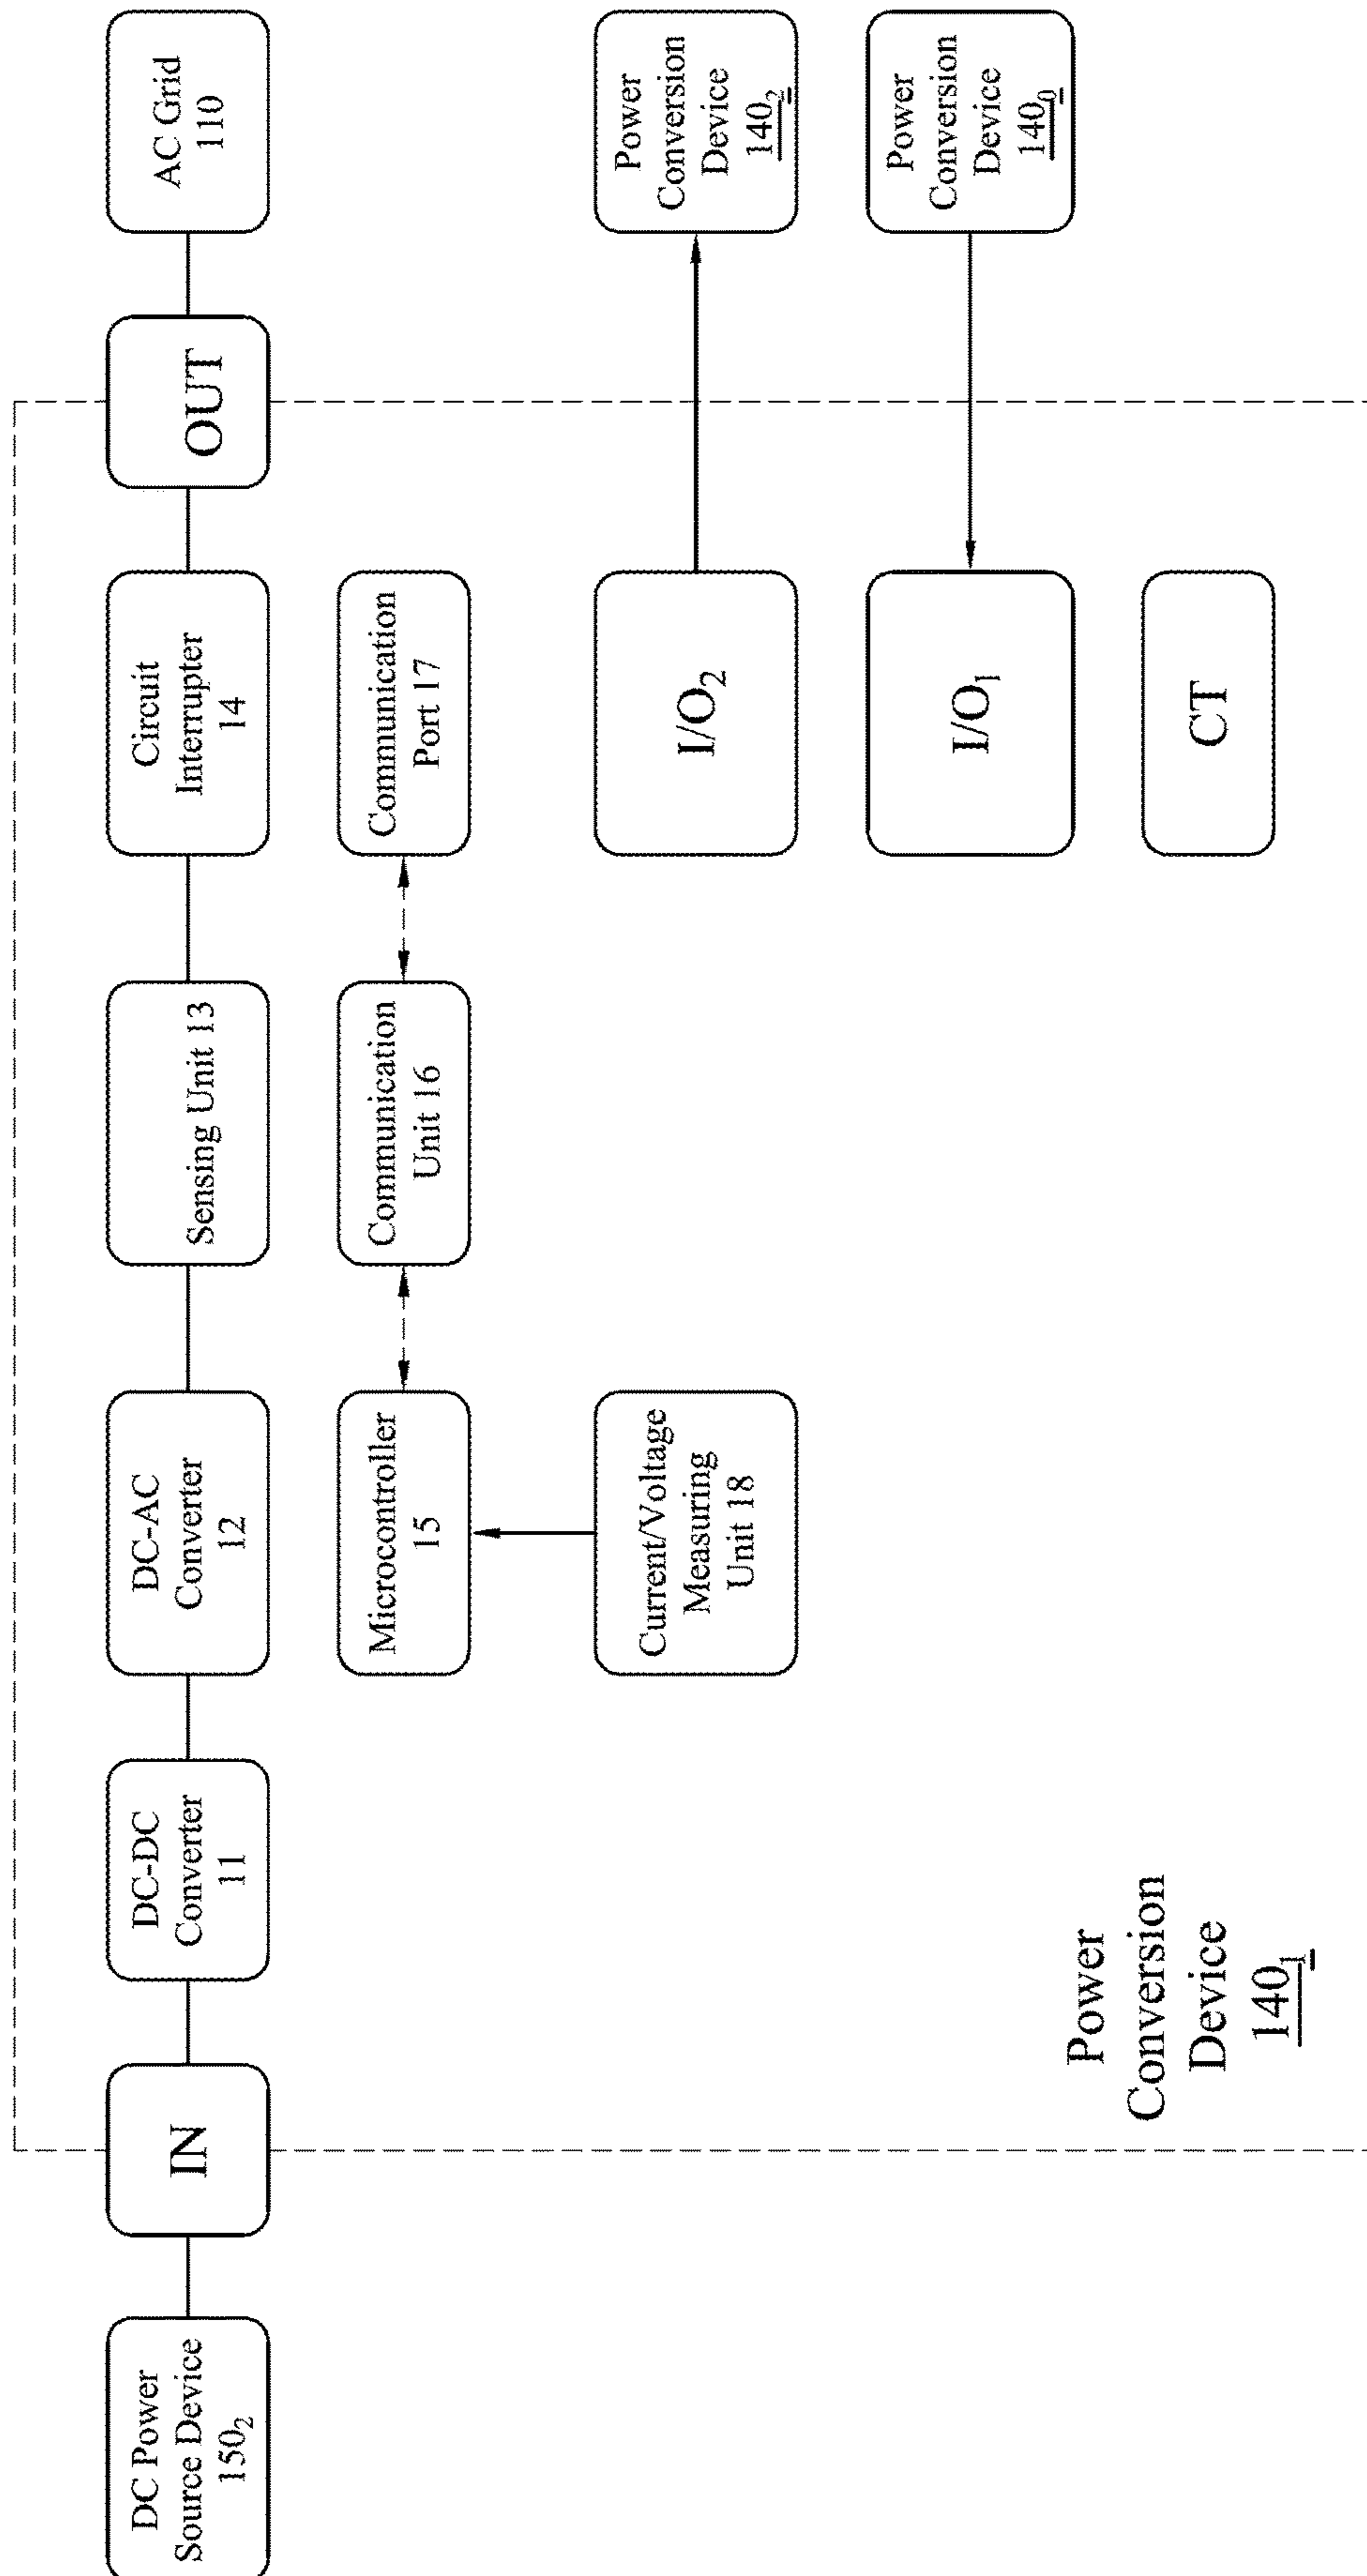 DC Power
Source Device
150₂
IN
DC-DC
Converter
11
DC-AC
Converter
12
Sensing Unit 13
Circuit
Interrupter
14
OUT
AC Grid
110
Microcontroller
15
Communication
Unit 16
Communication
Port 17
Current/Voltage
Measuring
Unit 18
I/O₂
Power
Conversion
Device
140₂
I/O₁
Power
Conversion
Device
140₀
CT
Power
Conversion
Device
140₁